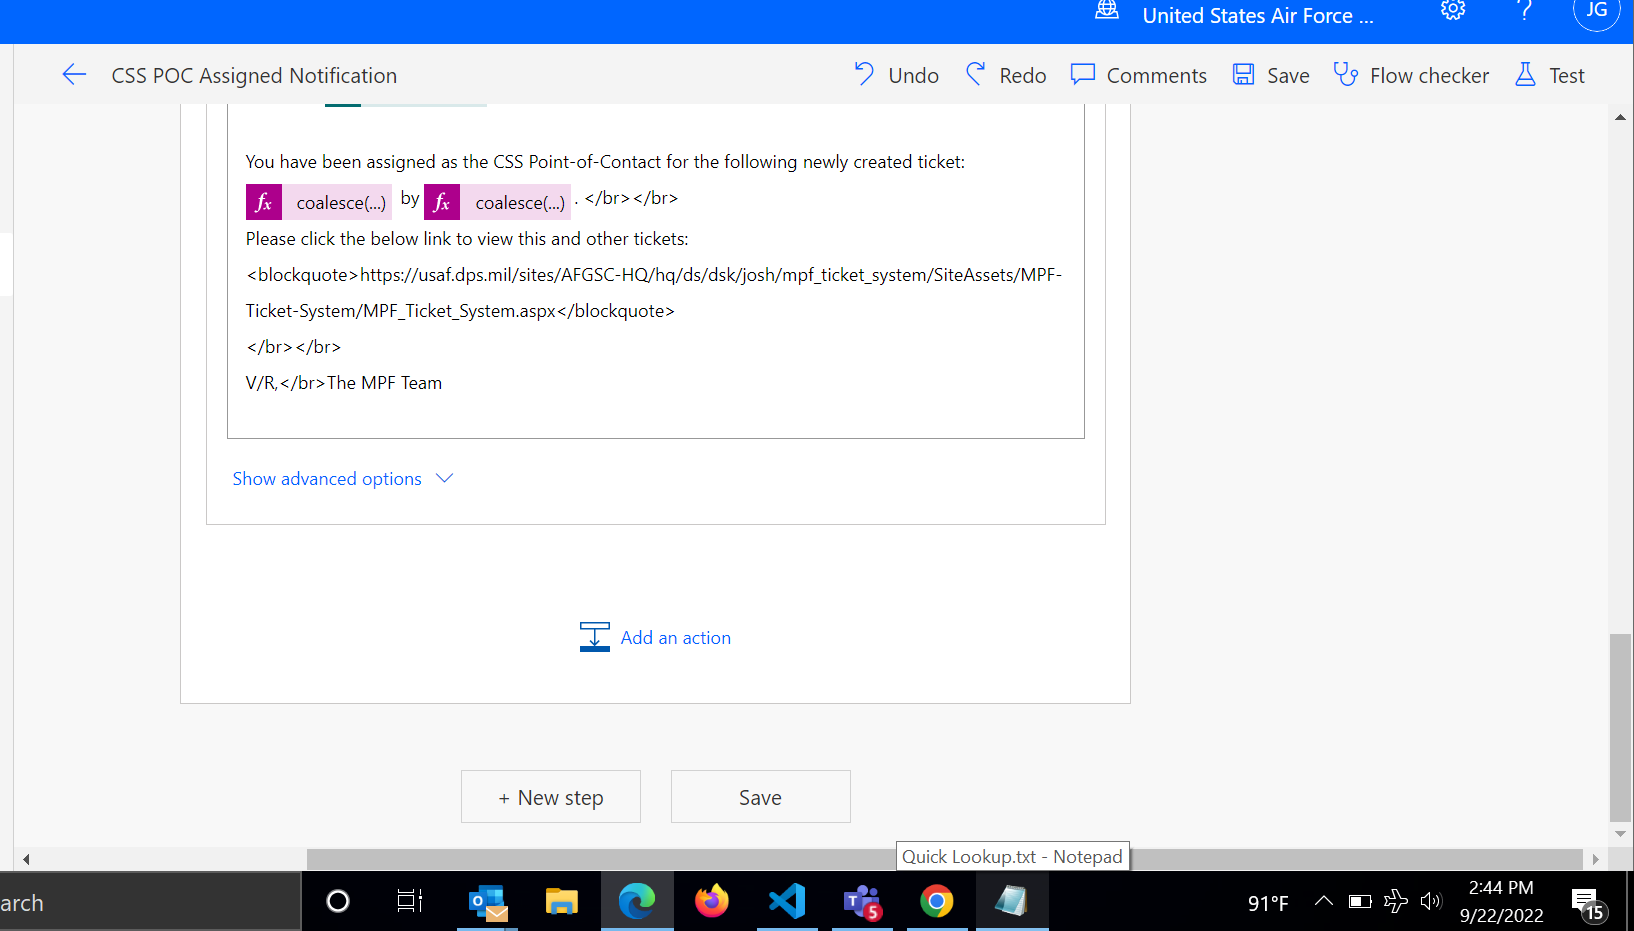 United States Air Force ...
? JG
CSS POC Assigned Notification
Undo Redo Comments Save Flow checker Test
You have been assigned as the CSS Point-of-Contact for the following newly created ticket:
fx coalesce(...) by fx coalesce(...) . </br></br>
Please click the below link to view this and other tickets:
<blockquote>https://usaf.dps.mil/sites/AFGSC-HQ/hq/ds/dsk/josh/mpf_ticket_system/SiteAssets/MPF-
Ticket-System/MPF_Ticket_System.aspx</blockquote>
</br></br>
V/R,</br>The MPF Team
Show advanced options
Add an action
+ New step
Save
Quick Lookup.txt - Notepad
arch
5
91°F
2:44 PM
9/22/2022
15